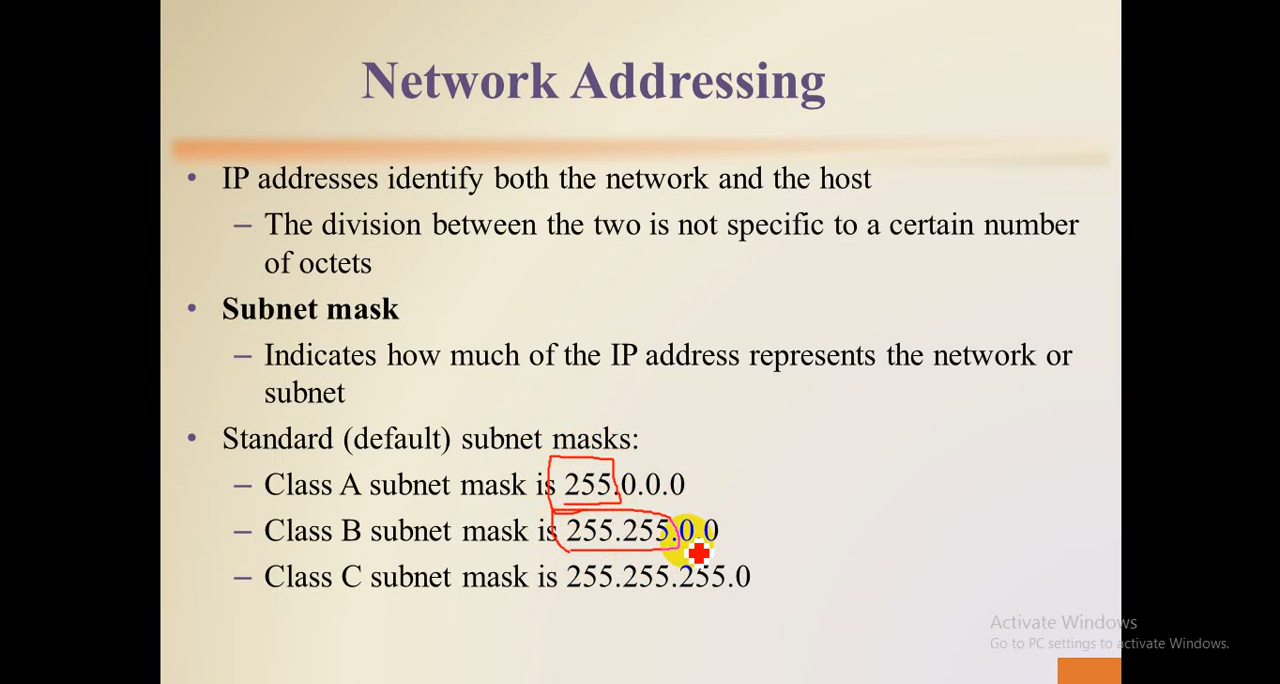 Network Addressing
• IP addresses identify both the network and the host
– The division between the two is not specific to a certain number
of octets
• Subnet mask
– Indicates how much of the IP address represents the network or
subnet
• Standard (default) subnet masks:
– Class A subnet mask is 255.0.0.0
– Class B subnet mask is 255.255.0.0
– Class C subnet mask is 255.255.255.0
Activate Windows
Go to PC settings to activate Windows.